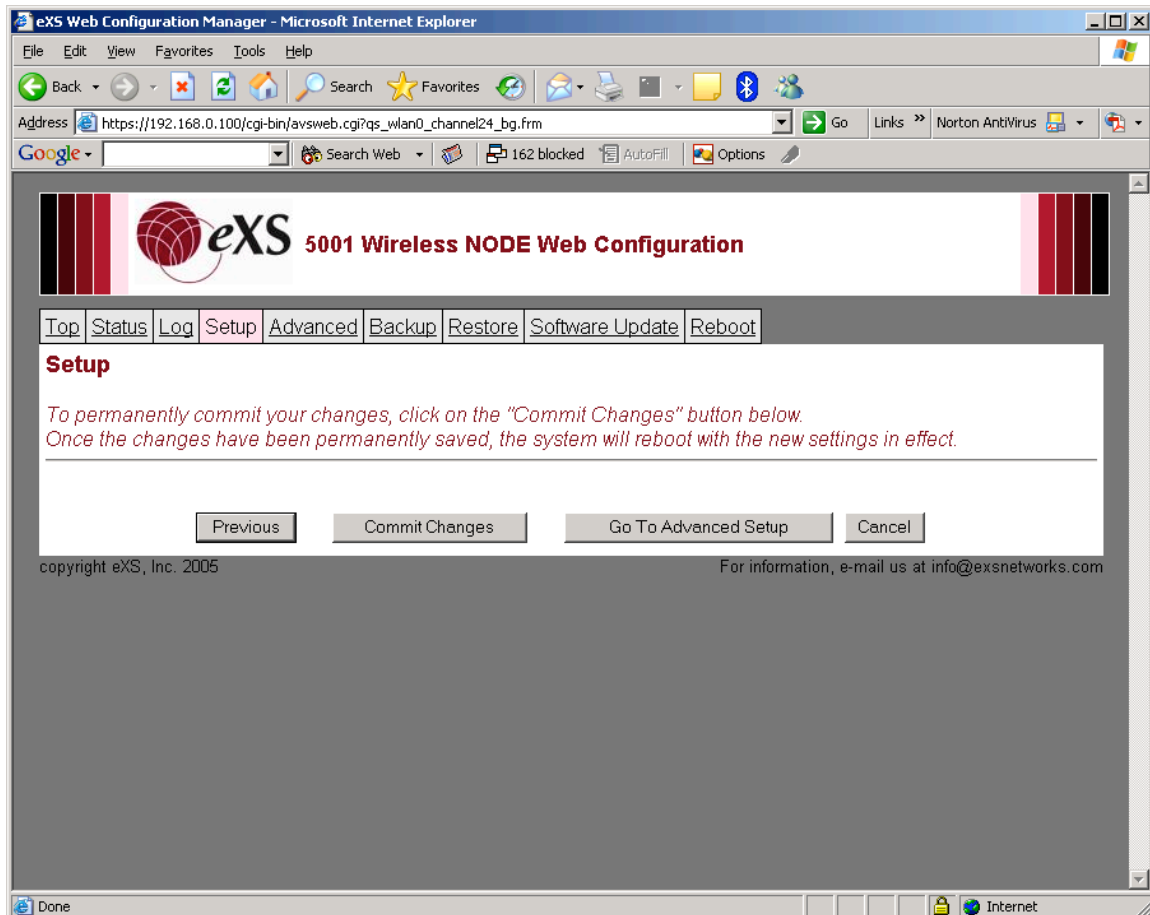 eXS Web Configuration Manager - Microsoft Internet Explorer
File Edit View Favorites Tools Help
Back Search Favorites
Address https://192.168.0.100/cgi-bin/avsweb.cgi?qs_wlan0_channel24_bg.frm Go Links » Norton AntiVirus
Google Search Web 162 blocked AutoFill Options
eXS 5001 Wireless NODE Web Configuration
Top Status Log Setup Advanced Backup Restore Software Update Reboot
Setup
To permanently commit your changes, click on the "Commit Changes" button below.
Once the changes have been permanently saved, the system will reboot with the new settings in effect.
Previous Commit Changes Go To Advanced Setup Cancel
copyright eXS, Inc. 2005 For information, e-mail us at info@exsnetworks.com
Done Internet